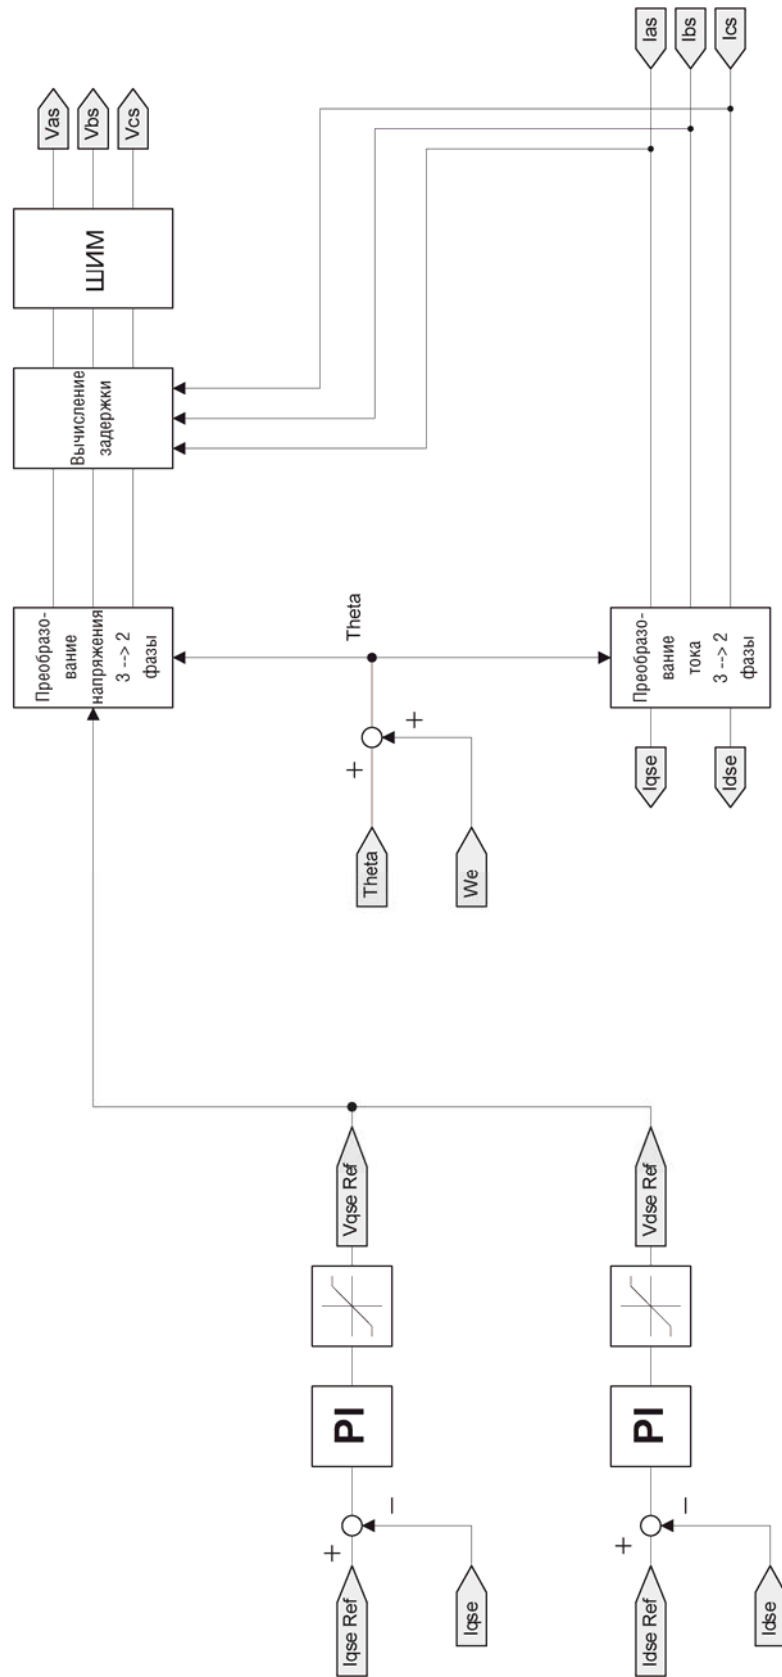 Iqse Ref
+
−
Iqse
PI
Vqse Ref
Idse Ref
+
−
Idse
PI
Vdse Ref
Theta
+
+
We
Theta
Преобразо-
вание
напряжения
3 --> 2
фазы
Вычисление
задержки
ШИМ
Vas
Vbs
Vcs
Iqse
Idse
Преобразо-
вание
тока
3 --> 2
фазы
Ias
Ibs
Ics